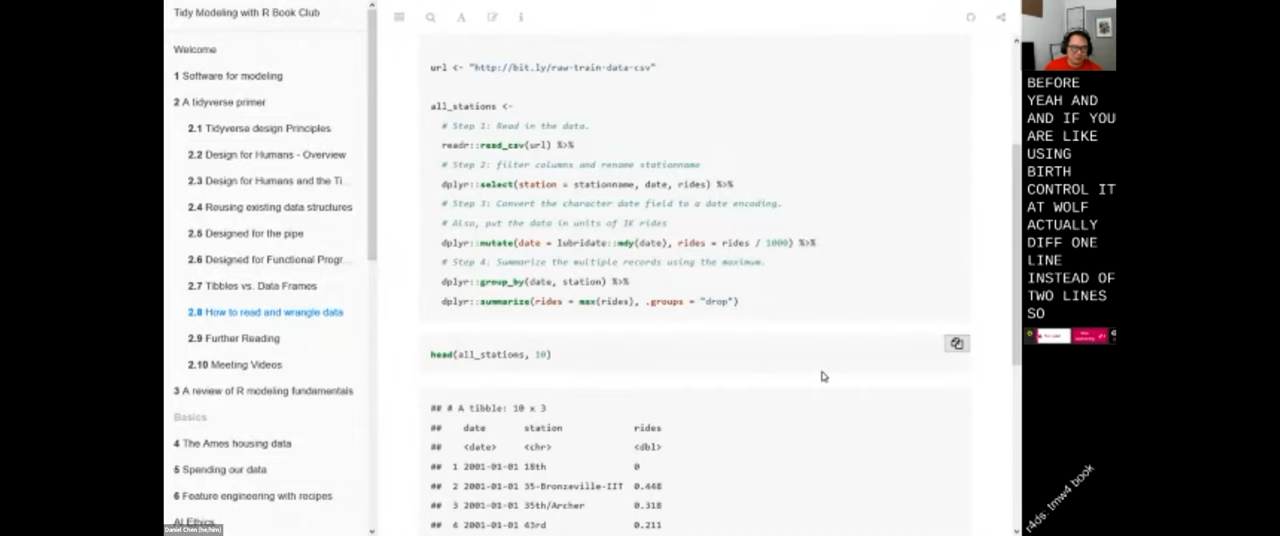 Tidy Modeling with R Book Club
Welcome
1 Software for modeling
2 A tidyverse primer
2.1 Tidyverse design Principles
2.2 Design for Humans - Overview
2.3 Design for Humans and the Ti...
2.4 Reusing existing data structures
2.5 Designed for the pipe
2.6 Designed for Functional Progr...
2.7 Tibbles vs. Data Frames
2.8 How to read and wrangle data
2.9 Further Reading
2.10 Meeting Videos
3 A review of R modeling fundamentals
Basics
4 The Ames housing data
5 Spending our data
6 Feature engineering with recipes
AI Ethics
Daniel Chen (he/him)
url <- "http://bit.ly/raw-train-data-csv"
all_stations <-
# Step 1: Read in the data.
readr::read_csv(url) %>%
# Step 2: filter columns and rename stationname
dplyr::select(station = stationname, date, rides) %>%
# Step 3: Convert the character date field to a date encoding.
# Also, put the data in units of 1K rides
dplyr::mutate(date = lubridate::mdy(date), rides = rides / 1000) %>%
# Step 4: Summarize the multiple records using the maximum.
dplyr::group_by(date, station) %>%
dplyr::summarize(rides = max(rides), .groups = "drop")
head(all_stations, 10)
## # A tibble: 10 x 3
## date station rides
## <date> <chr> <dbl>
## 1 2001-01-01 18th 0
## 2 2001-01-01 35-Bronzeville-IIT 0.448
## 3 2001-01-01 35th/Archer 0.318
## 4 2001-01-01 43rd 0.211
BEFORE
YEAH AND
AND IF YOU
ARE LIKE
USING
BIRTH
CONTROL IT
AT WOLF
ACTUALLY
DIFF ONE
LINE
INSTEAD OF
TWO LINES
SO
r4ds: tmw4 book